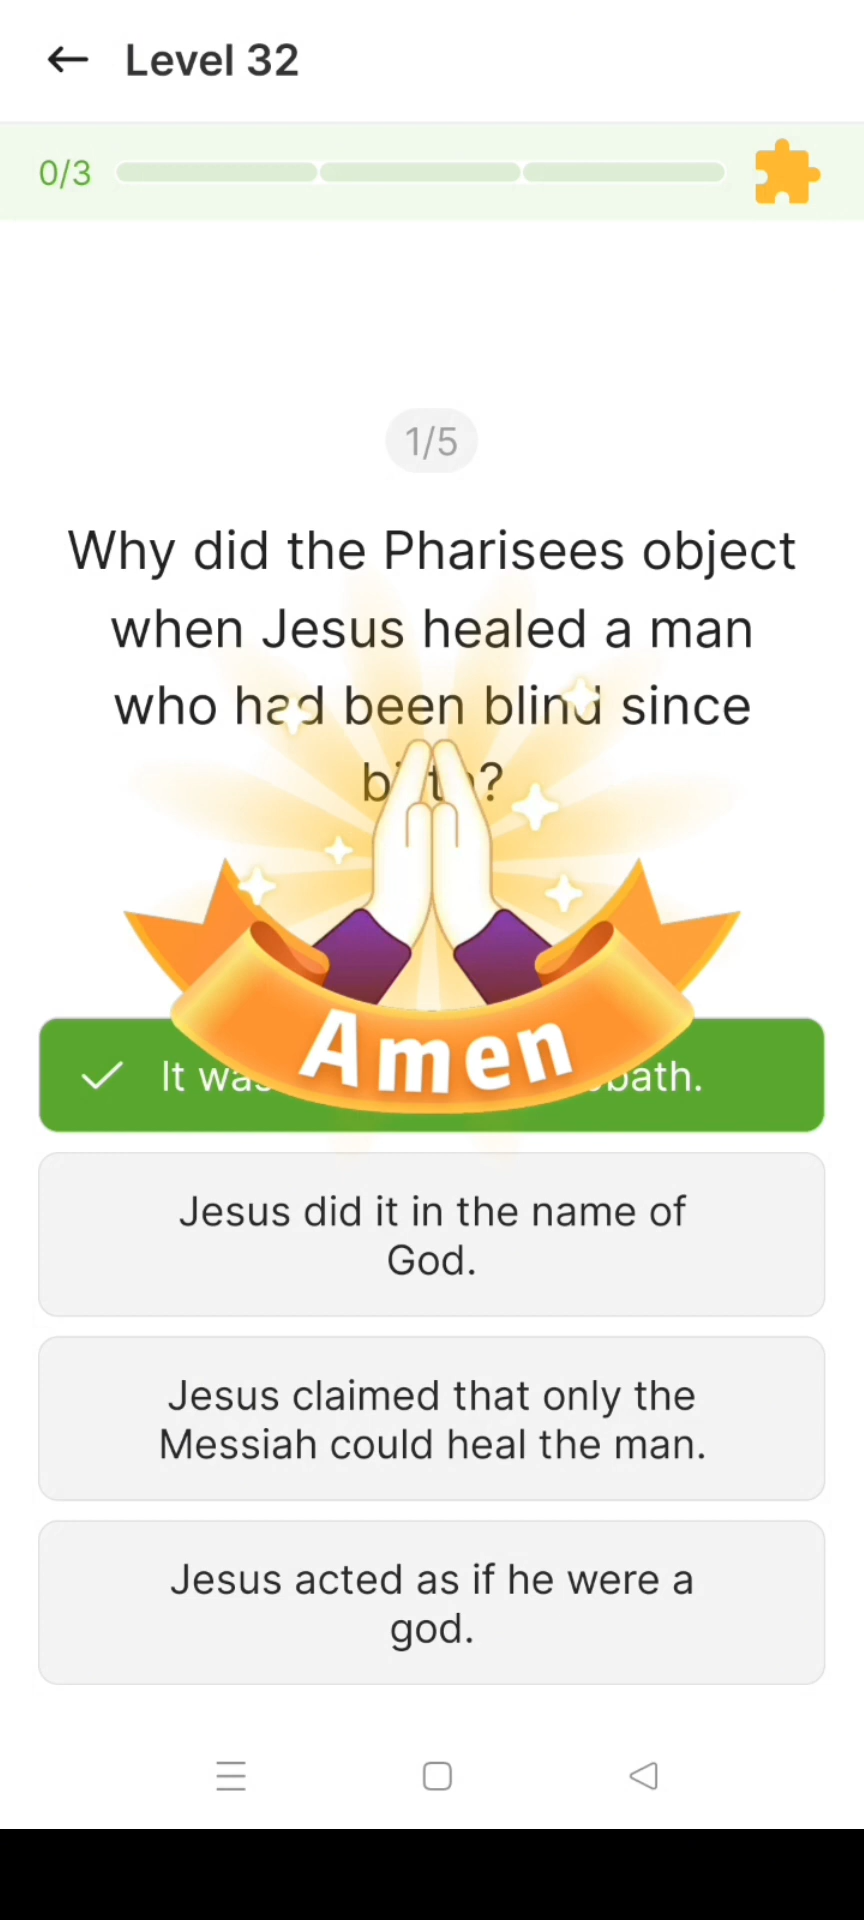 Level 32
0/3
1/5
Why did the Pharisees object
when Jesus healed a man
who had been blind since
?
Amen
It was
Jesus did it in the name of
God.
Jesus claimed that only the
Messiah could heal the man.
Jesus acted as if he were a
god.